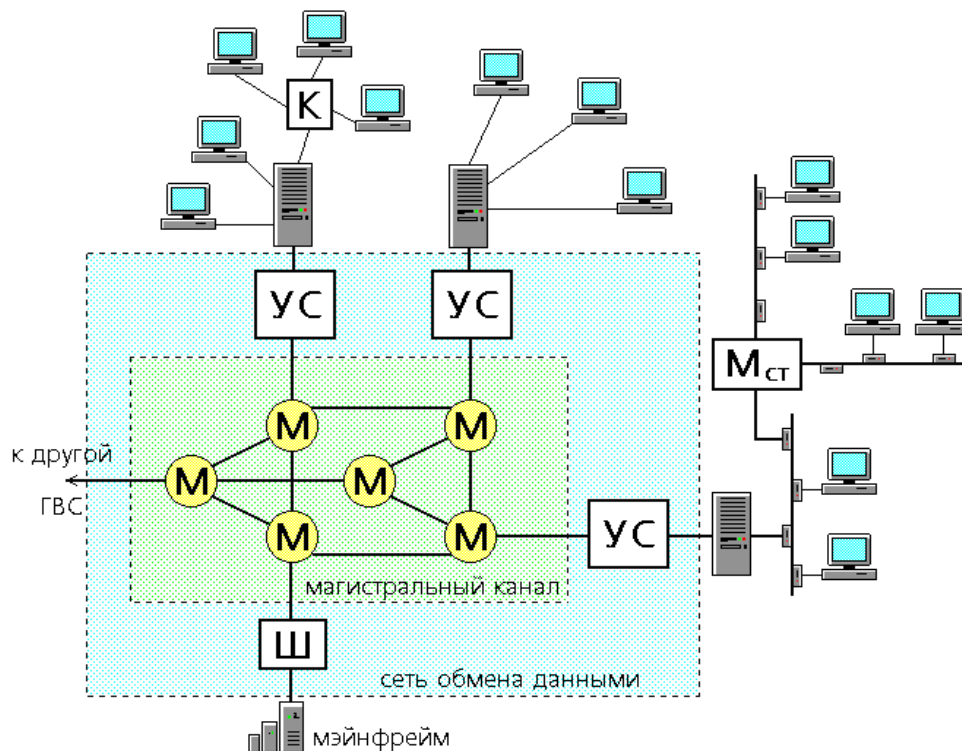 К
УС
УС
Мст
М
М
к другой
ГВС
М
М
М
М
УС
магистральный канал
Ш
сеть обмена данными
мэйнфрейм